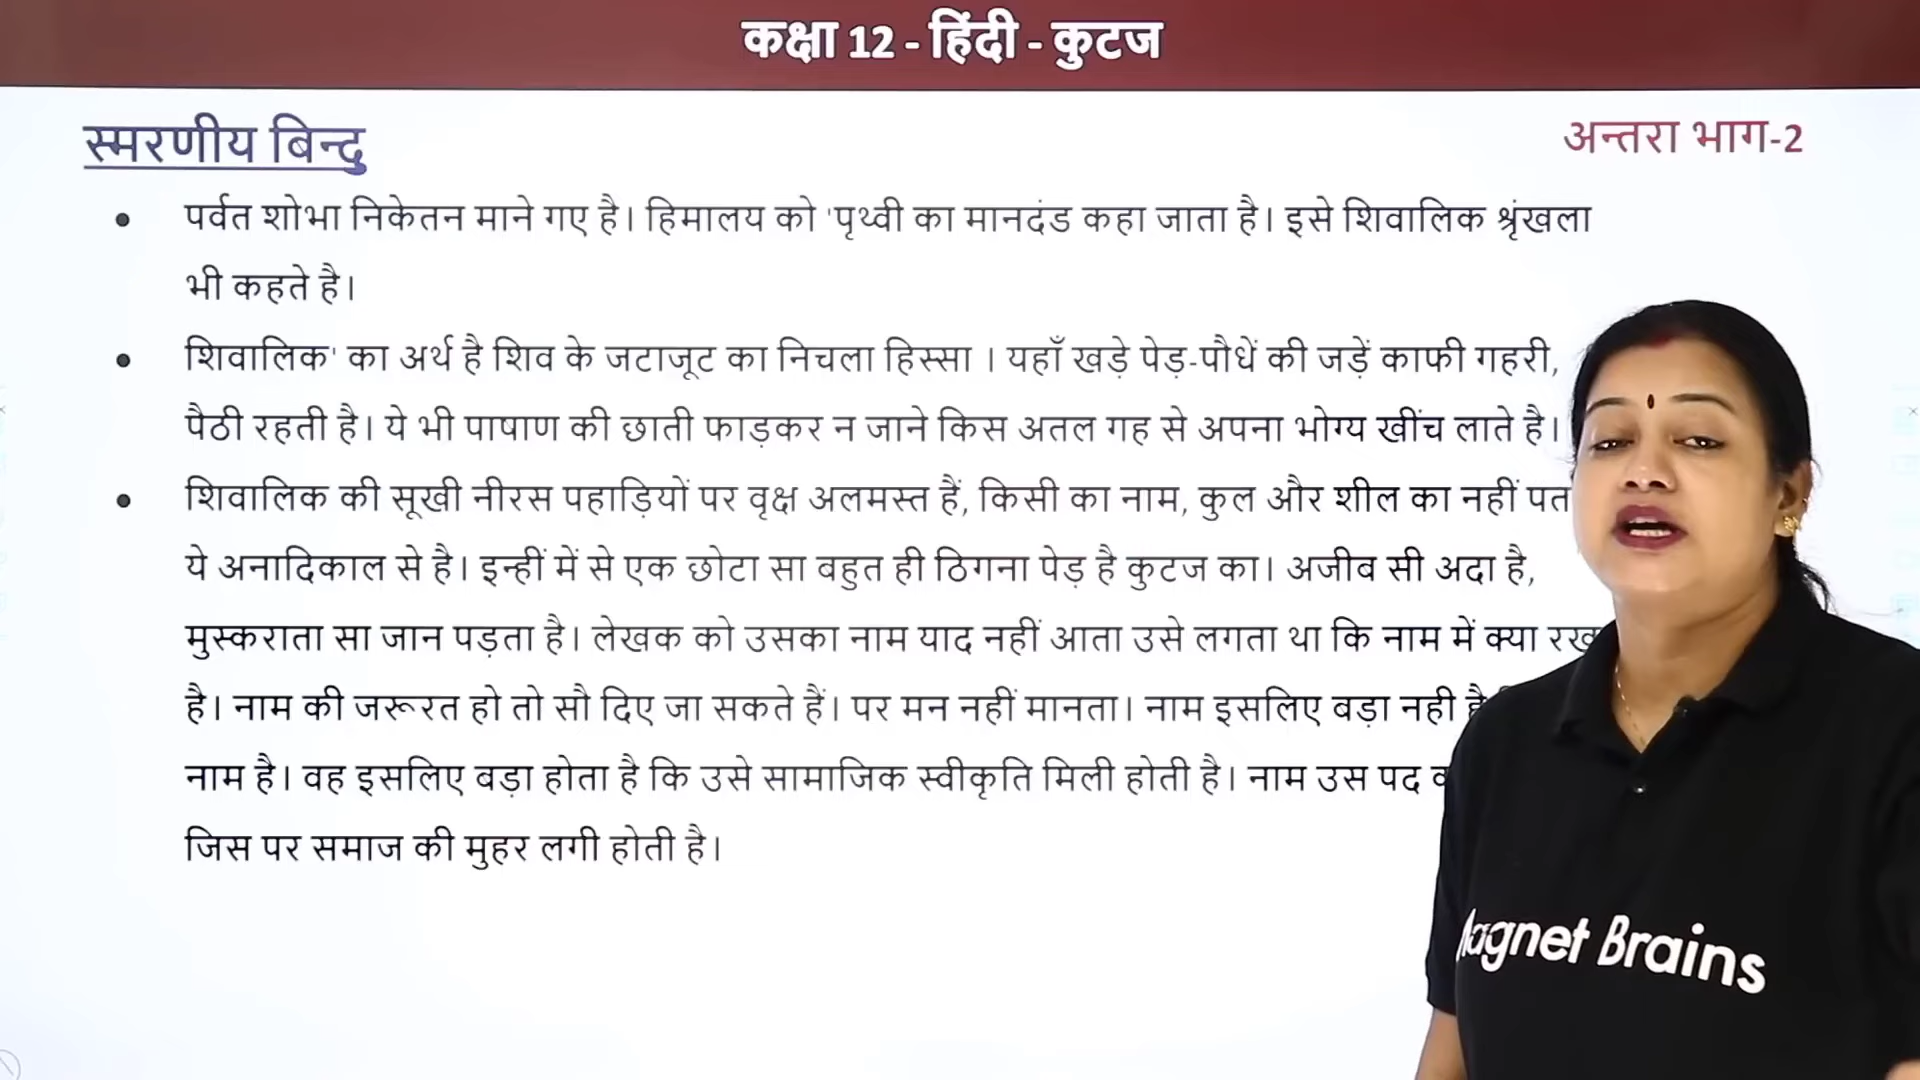 कक्षा 12 - हिंदी - कुटज
स्मरणीय बिन्दु
अन्तरा भाग-2
• पर्वत शोभा निकेतन माने गए है। हिमालय को 'पृथ्वी का मानदंड कहा जाता है। इसे शिवालिक श्रृंखला
भी कहते है।
• शिवालिक' का अर्थ है शिव के जटाजूट का निचला हिस्सा । यहाँ खड़े पेड़-पौधें की जड़ें काफी गहरी,
पैठी रहती है। ये भी पाषाण की छाती फाड़कर न जाने किस अतल गह से अपना भोग्य खींच लाते है।
• शिवालिक की सूखी नीरस पहाड़ियों पर वृक्ष अलमस्त हैं, किसी का नाम, कुल और शील का नहीं
ये अनादिकाल से है। इन्हीं में से एक छोटा सा बहुत ही ठिगना पेड़ है कुटज का। अजीब सी अदा है,
मुस्कराता सा जान पड़ता है। लेखक को उसका नाम याद नहीं आता उसे लगता था कि नाम में क्या
है। नाम की जरूरत हो तो सौ दिए जा सकते हैं। पर मन नहीं मानता। नाम इसलिए बड़ा नही
नाम है। वह इसलिए बड़ा होता है कि उसे सामाजिक स्वीकृति मिली होती है। नाम उस पद
जिस पर समाज की मुहर लगी होती है।
Magnet Brains